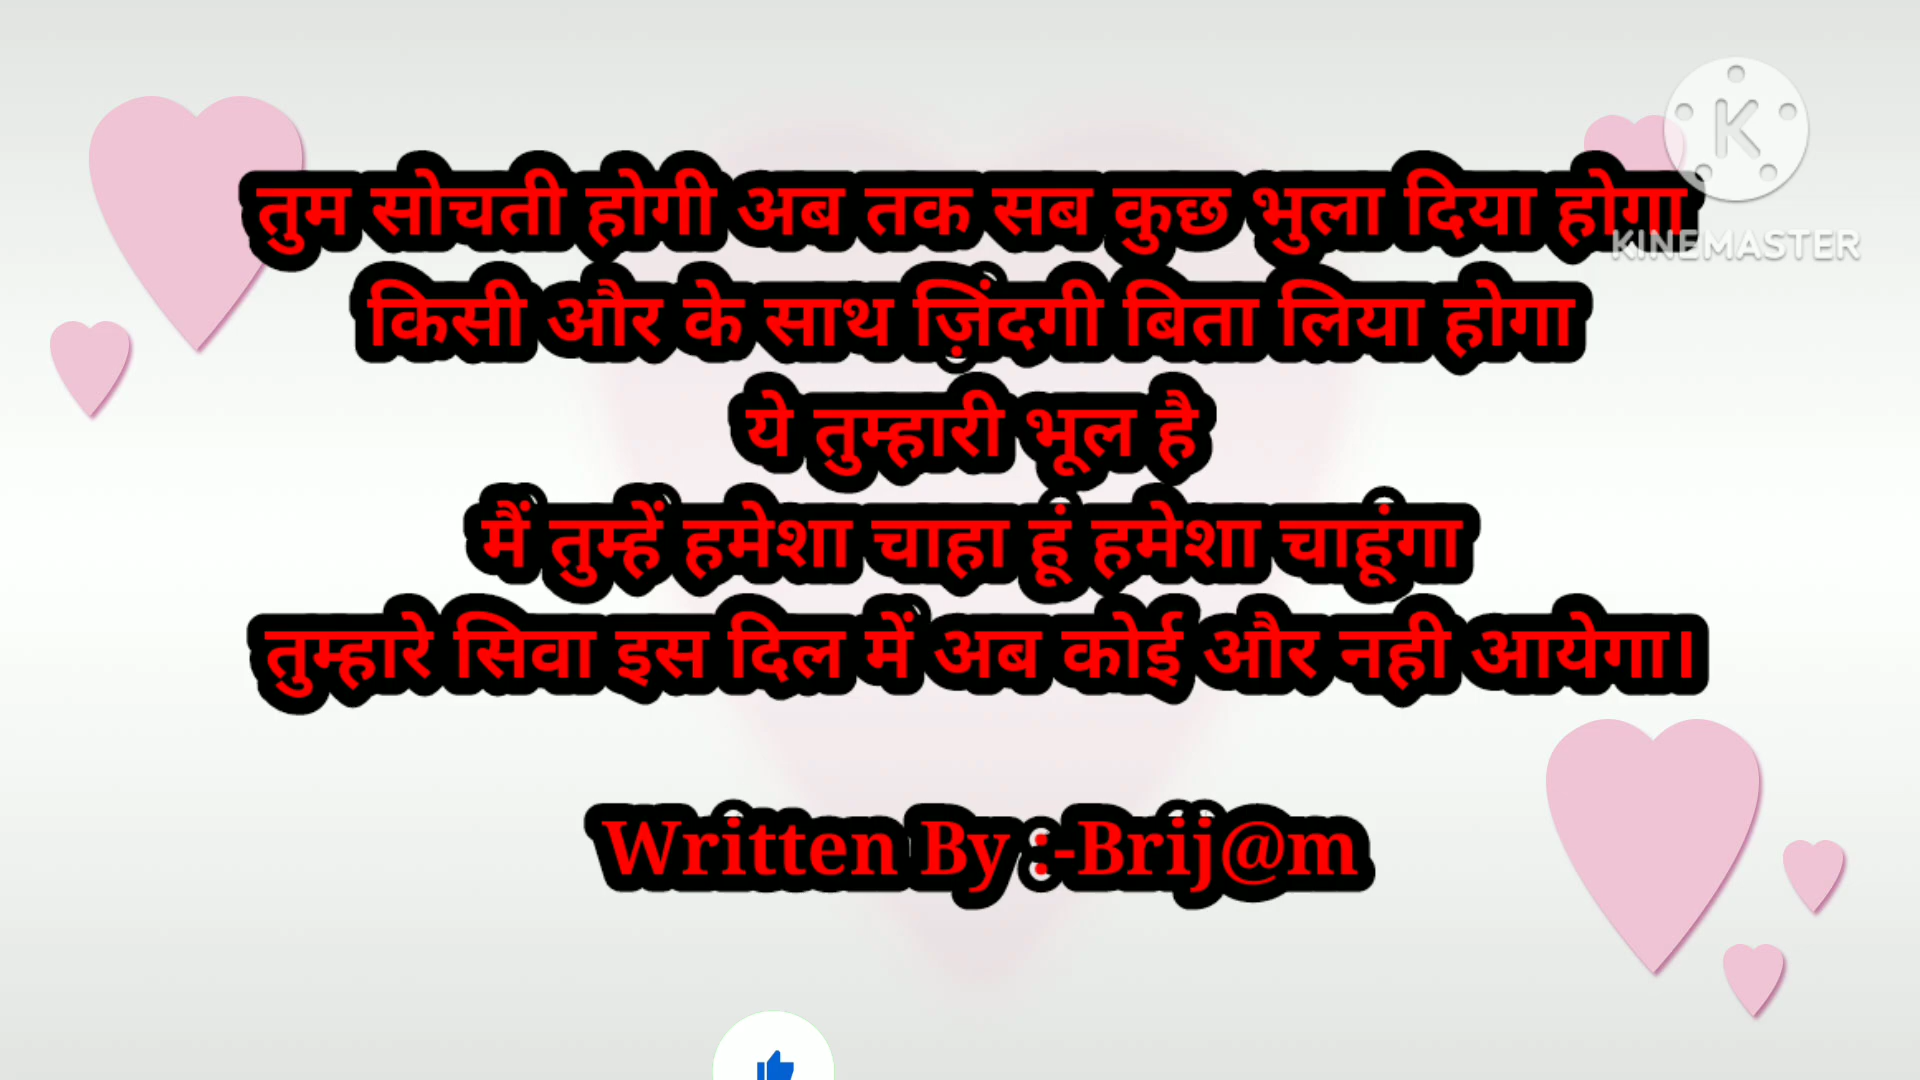 तुम सोचती होगी अब तक सब कुछ भुला दिया होगा
किसी और के साथ ज़िंदगी बिता लिया होगा
ये तुम्हारी भूल है
मैं तुम्हें हमेशा चाहा हूं हमेशा चाहूंगा
तुम्हारे सिवा इस दिल में अब कोई और नही आयेगा।
Written By :-Brij@m
K
KINEMASTER